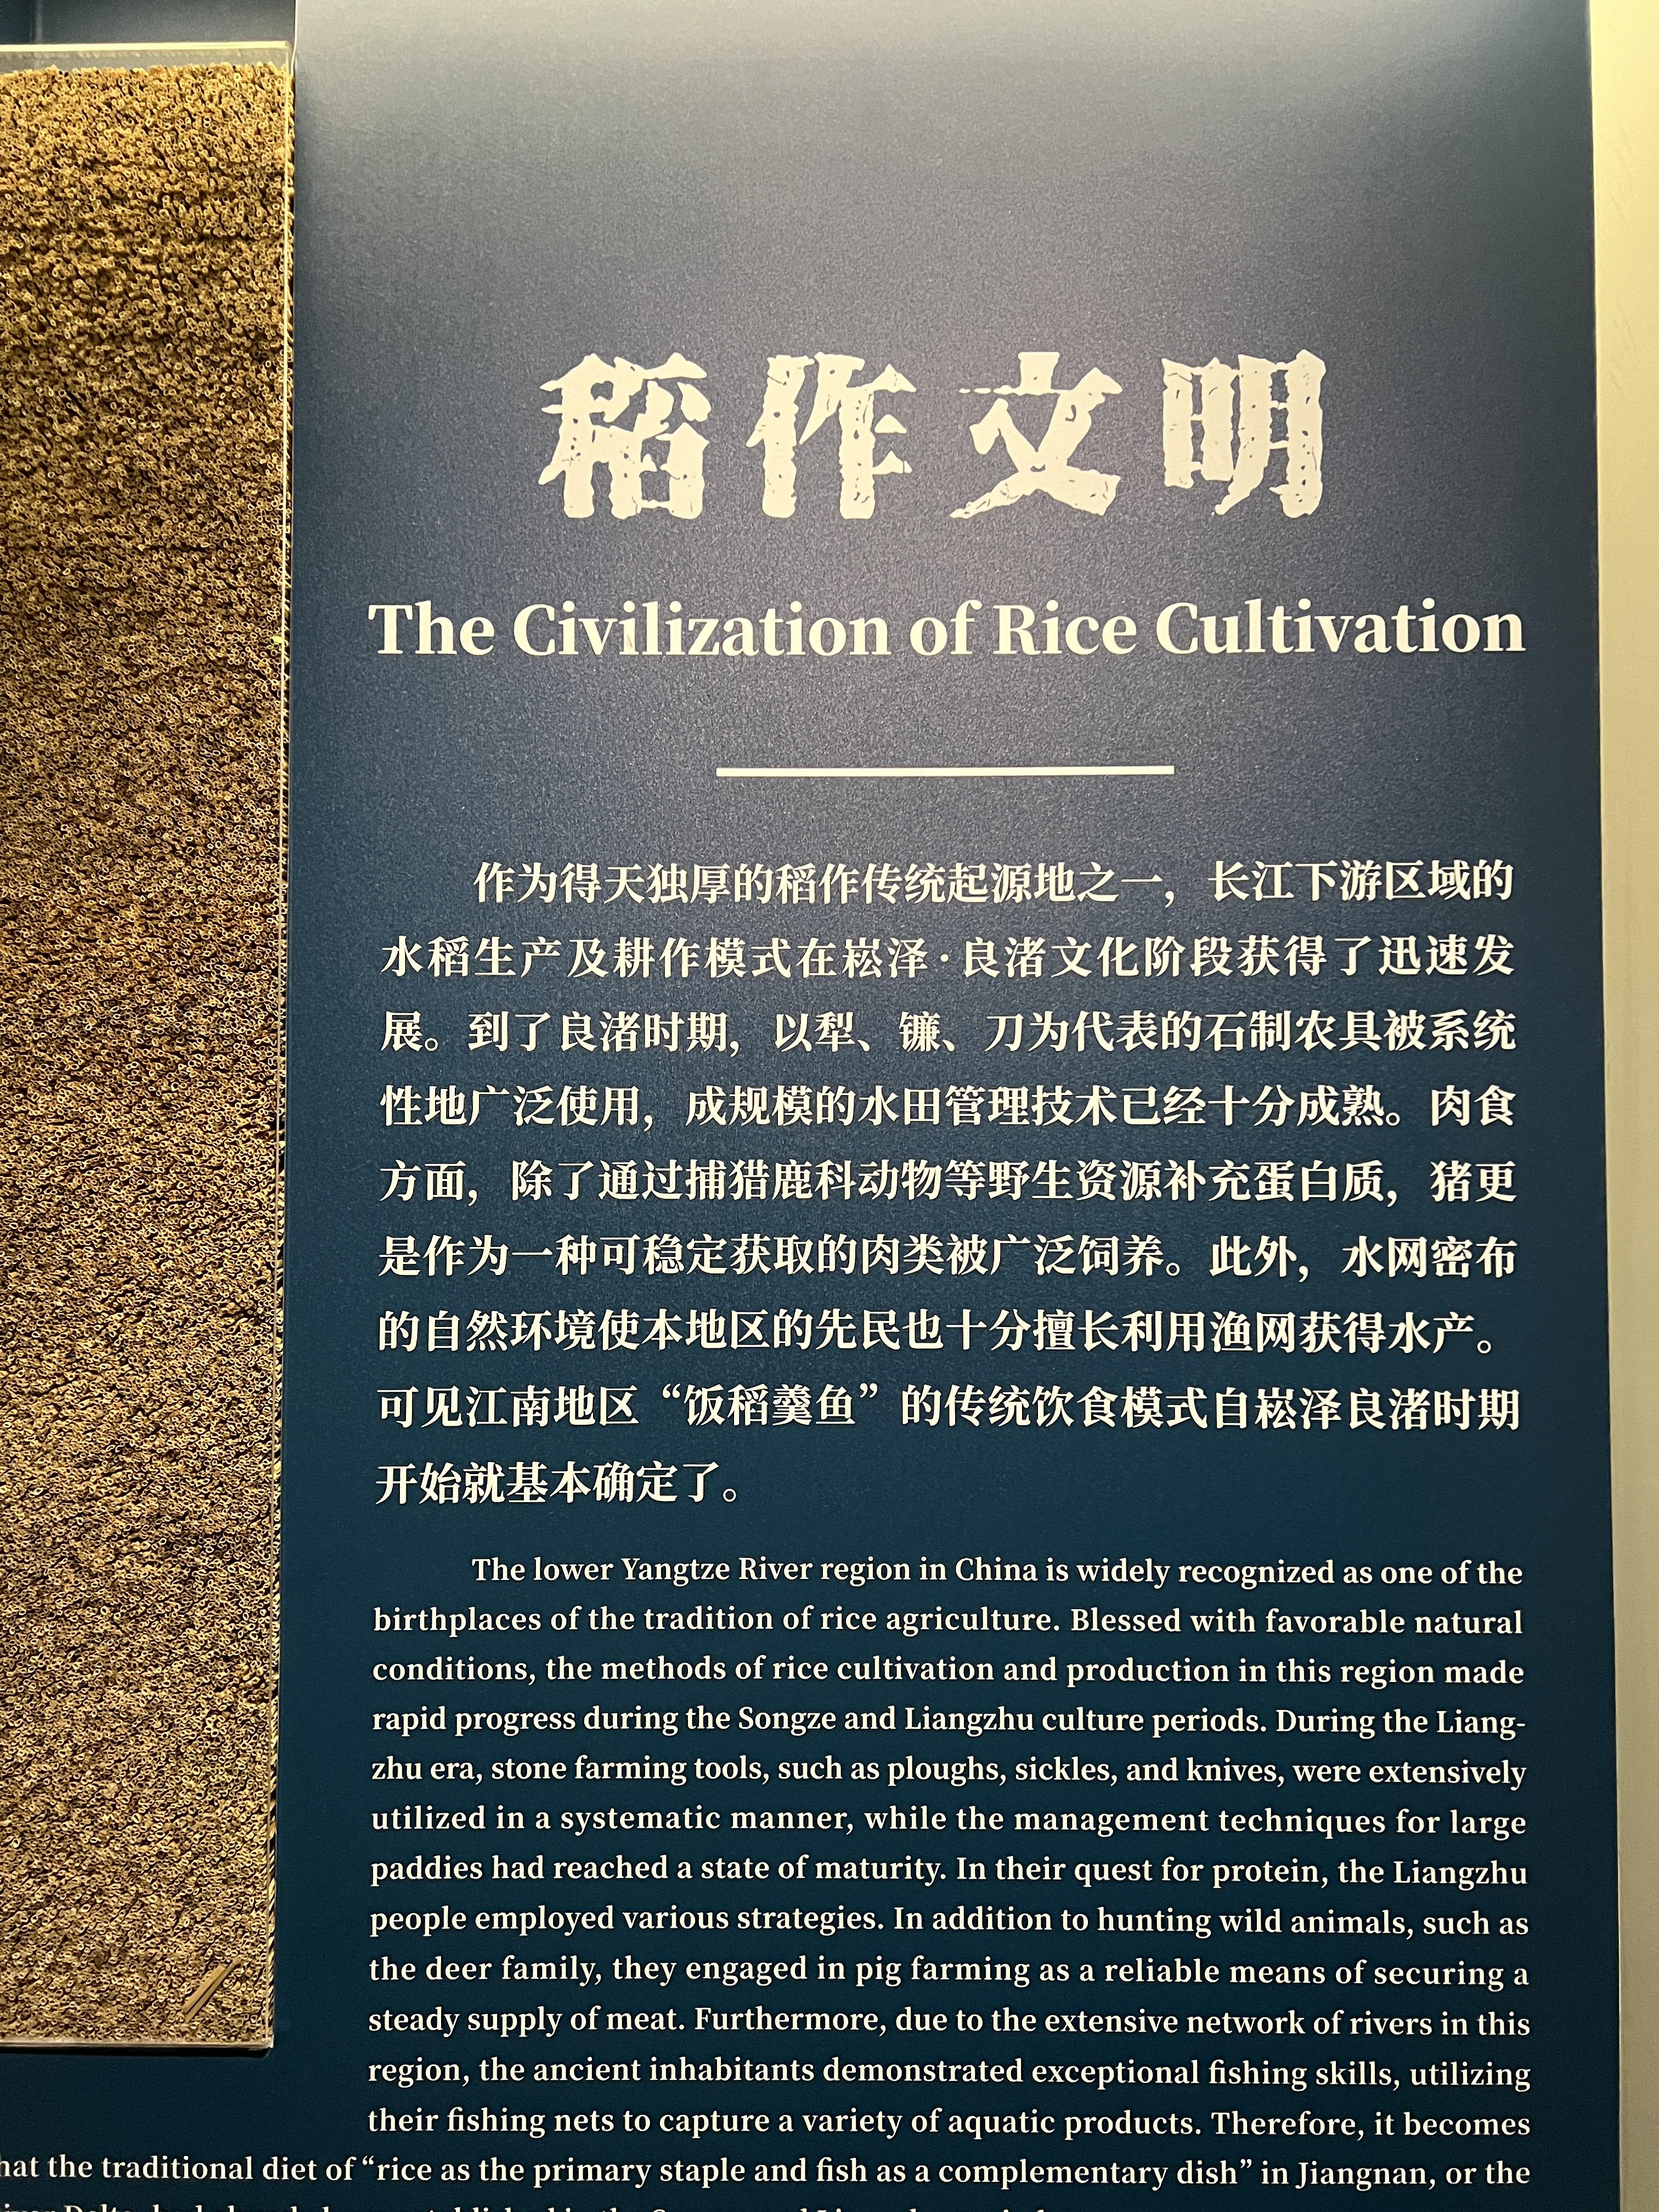 稻作文明
The Civilization of Rice Cultivation
作为得天独厚的稻作传统起源地之一，长江下游区域的
水稻生产及耕作模式在崧泽·良渚文化阶段获得了迅速发
展。到了良渚时期，以犁、镰、刀为代表的石制农具被系统
性地广泛使用，成规模的水田管理技术已经十分成熟。肉食
方面，除了通过捕猎鹿科动物等野生资源补充蛋白质，猪更
是作为一种可稳定获取的肉类被广泛饲养。此外，水网密布
的自然环境使本地区的先民也十分擅长利用渔网获得水产。
可见江南地区“饭稻羹鱼”的传统饮食模式自崧泽良渚时期
开始就基本确定了。
The lower Yangtze River region in China is widely recognized as one of the
birthplaces of the tradition of rice agriculture. Blessed with favorable natural
conditions, the methods of rice cultivation and production in this region made
rapid progress during the Songze and Liangzhu culture periods. During the Liang-
zhu era, stone farming tools, such as ploughs, sickles, and knives, were extensively
utilized in a systematic manner, while the management techniques for large
paddies had reached a state of maturity. In their quest for protein, the Liangzhu
people employed various strategies. In addition to hunting wild animals, such as
the deer family, they engaged in pig farming as a reliable means of securing a
steady supply of meat. Furthermore, due to the extensive network of rivers in this
region, the ancient inhabitants demonstrated exceptional fishing skills, utilizing
their fishing nets to capture a variety of aquatic products. Therefore, it becomes
hat the traditional diet of “rice as the primary staple and fish as a complementary dish” in Jiangnan, or the